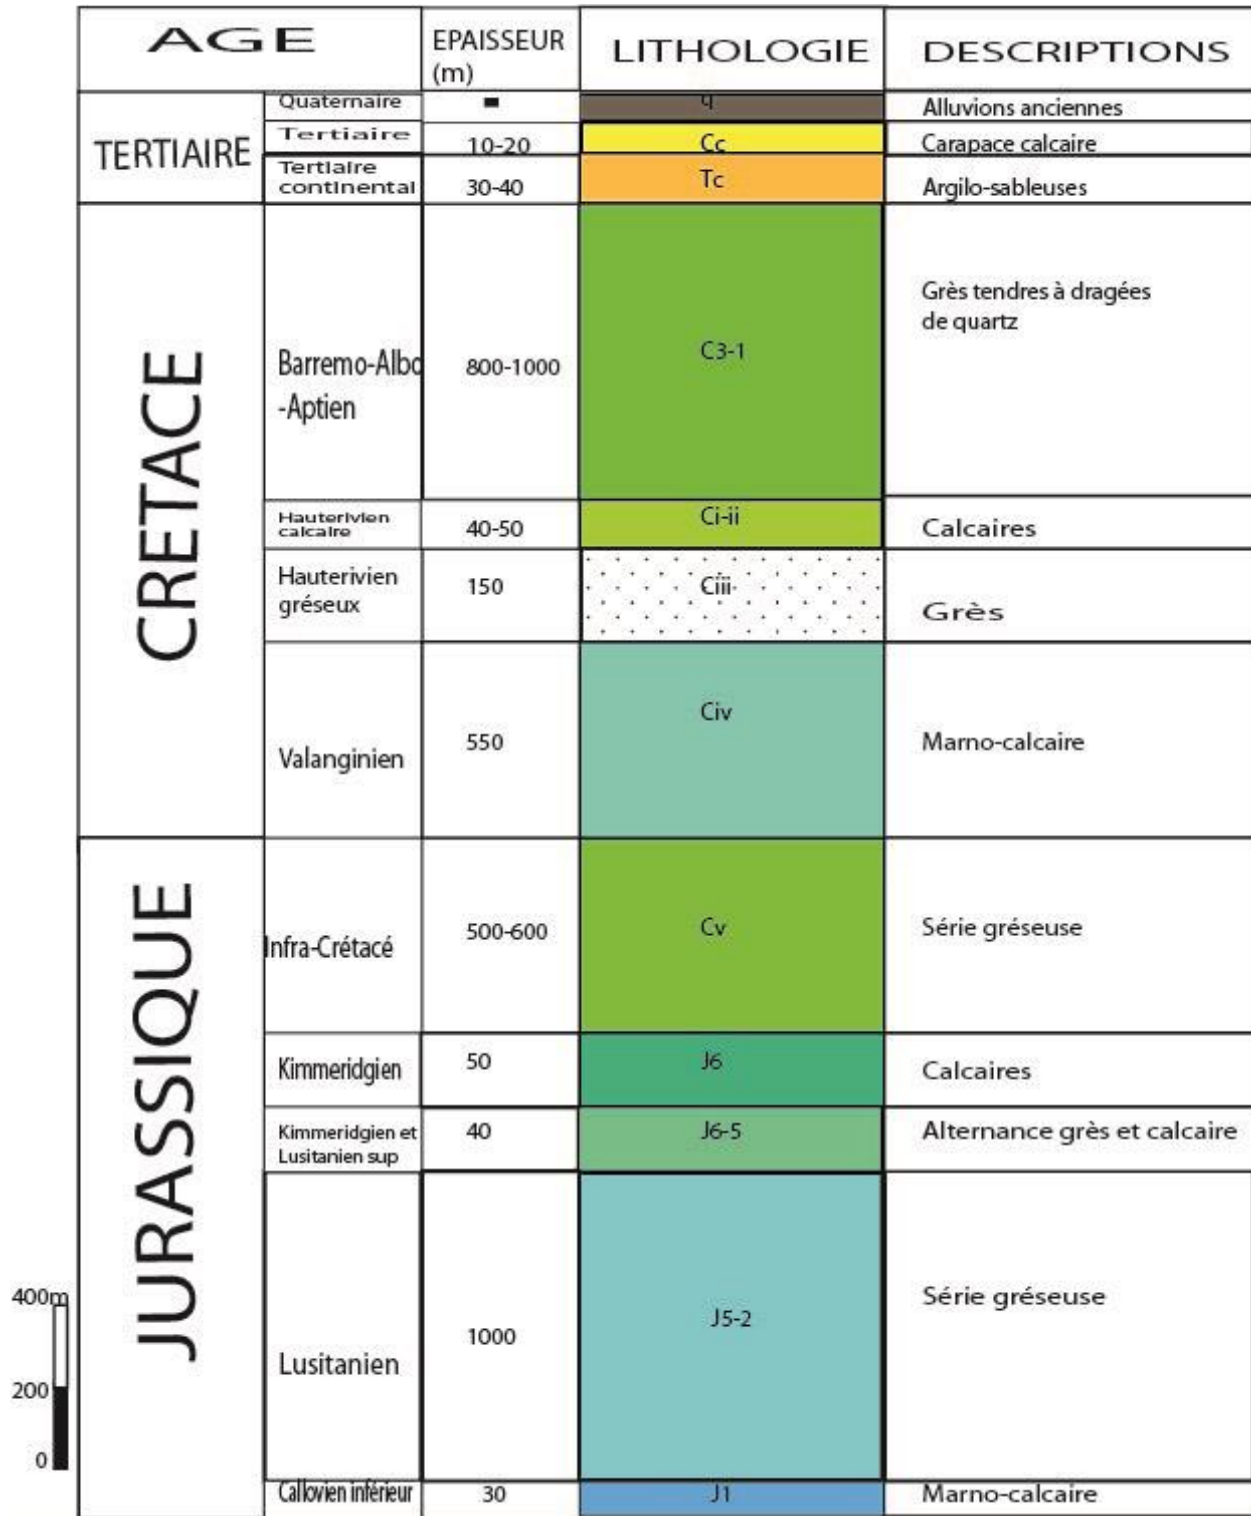 AGE
EPAISSEUR
(m)
LITHOLOGIE
DESCRIPTIONS
TERTIAIRE
Quaternaire
q
Alluvions anciennes
Tertiaire
10-20
Cc
Carapace calcaire
Tertiaire
continental
30-40
Tc
Argilo-sableuses
CRETACE
Barremo-Albo
-Aptien
800-1000
C3-1
Grès tendres à dragées
de quartz
Hauterivien
calcaire
40-50
Ci-ii
Calcaires
Hauterivien
gréseux
150
Ciii
Grès
Valanginien
550
Civ
Marno-calcaire
JURASSIQUE
Infra-Crétacé
500-600
Cv
Série gréseuse
Kimmeridgien
50
J6
Calcaires
Kimmeridgien et
Lusitanien sup
40
J6-5
Alternance grès et calcaire
Lusitanien
1000
J5-2
Série gréseuse
Callovien inférieur
30
J1
Marno-calcaire
400m
200
0